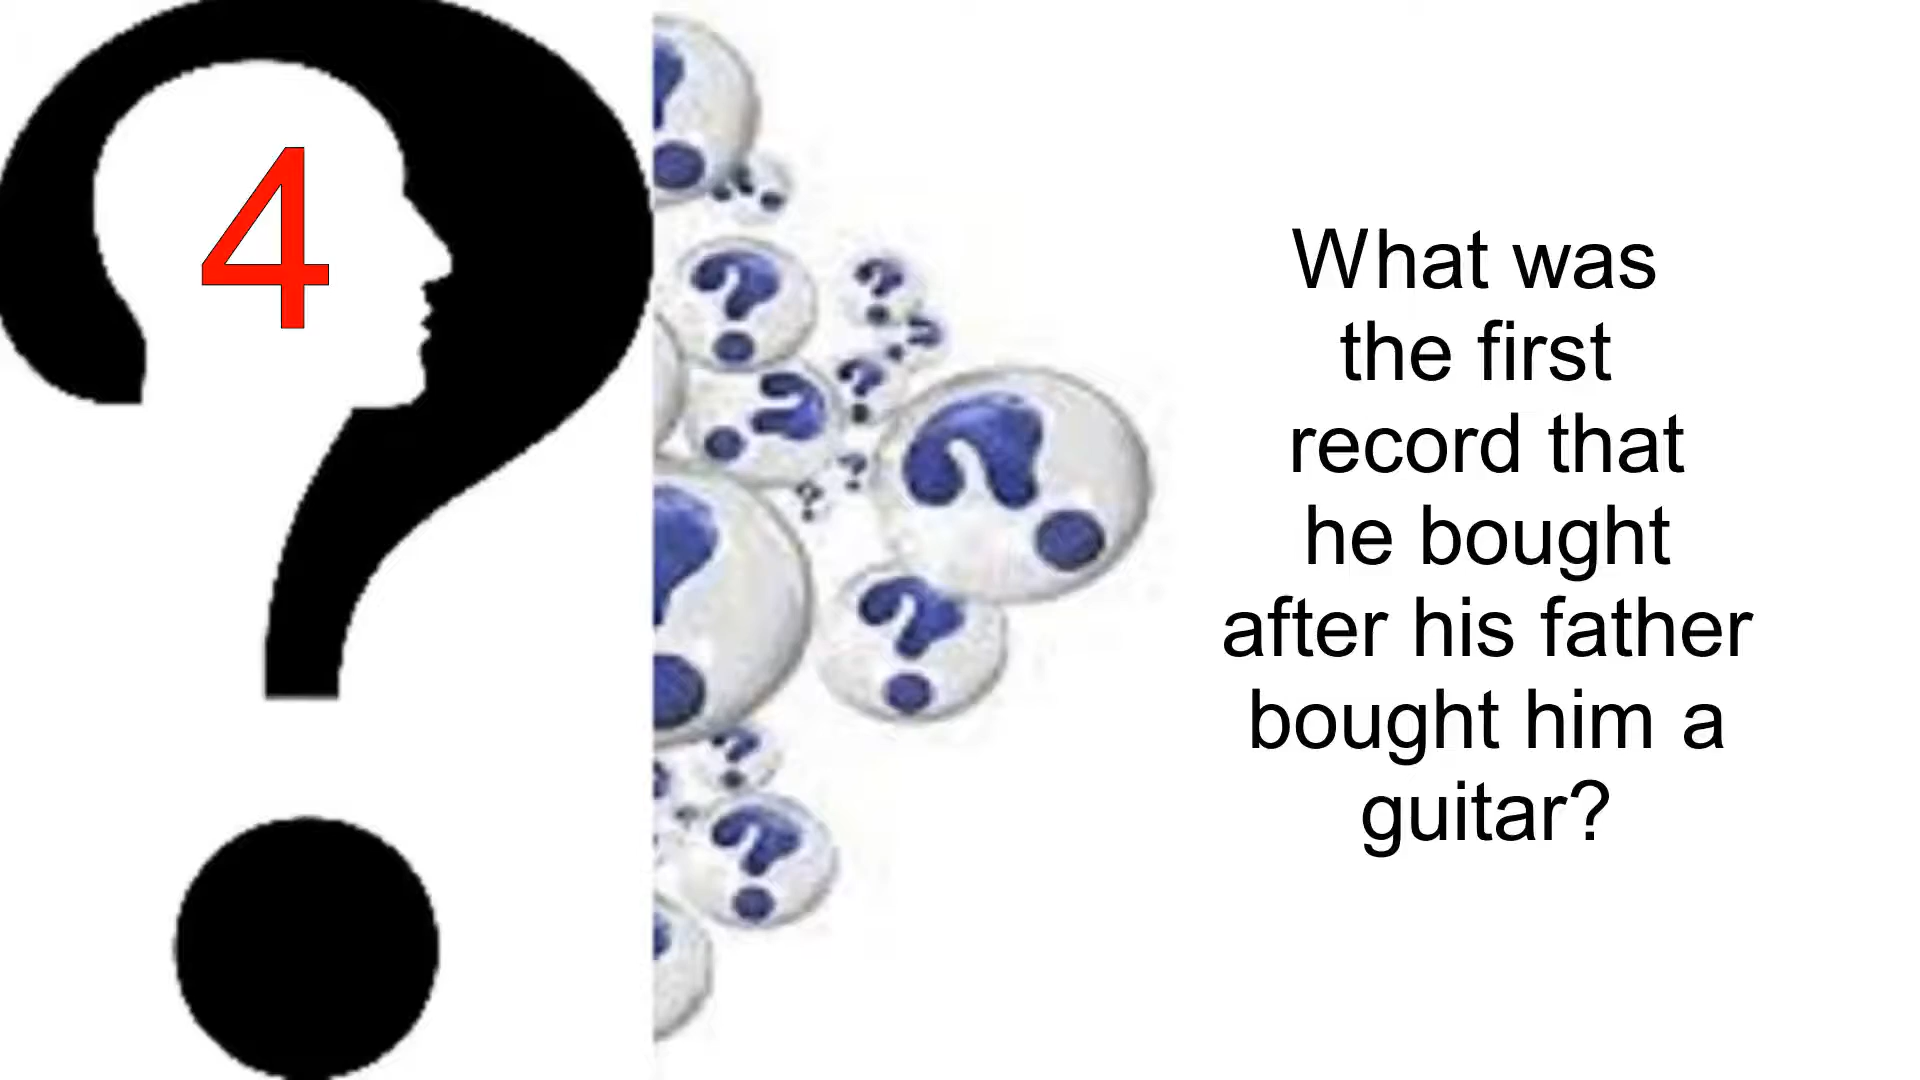 4
What was
the first
record that
he bought
after his father
bought him a
guitar?